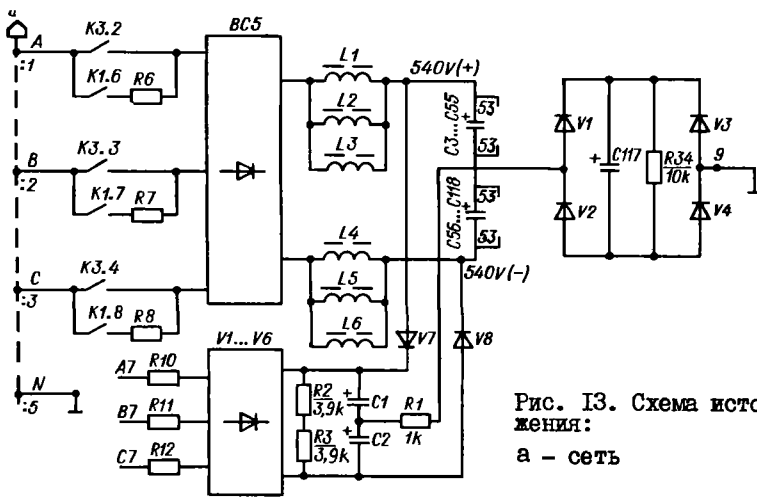 а
A
K3.2
:1
K1.6
R6
BC5
L1
L2
L3
540V(+)
53
C3...C55
53
B
K3.3
:2
K1.7
R7
53
C56...C118
53
V1
V2
C117
R34
10k
V3
9
V4
C
K3.4
:3
K1.8
R8
L4
L5
L6
540V(-)
V7
V8
N
:5
V1...V6
A7
R10
B7
R11
C7
R12
R2
3,9k
R3
3,9k
C1
C2
R1
1k
Рис. 13. Схема исто
жения:
а - сеть